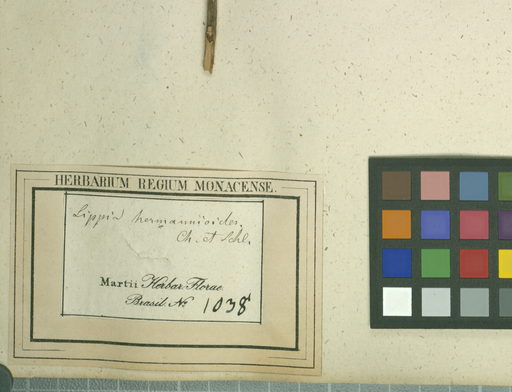 HERBARIUM REGIUM MONACENSE.
Lippia hermannioides.
Ch. et Schl.
Martii Herbar. Florae
Brasil. No. 1038